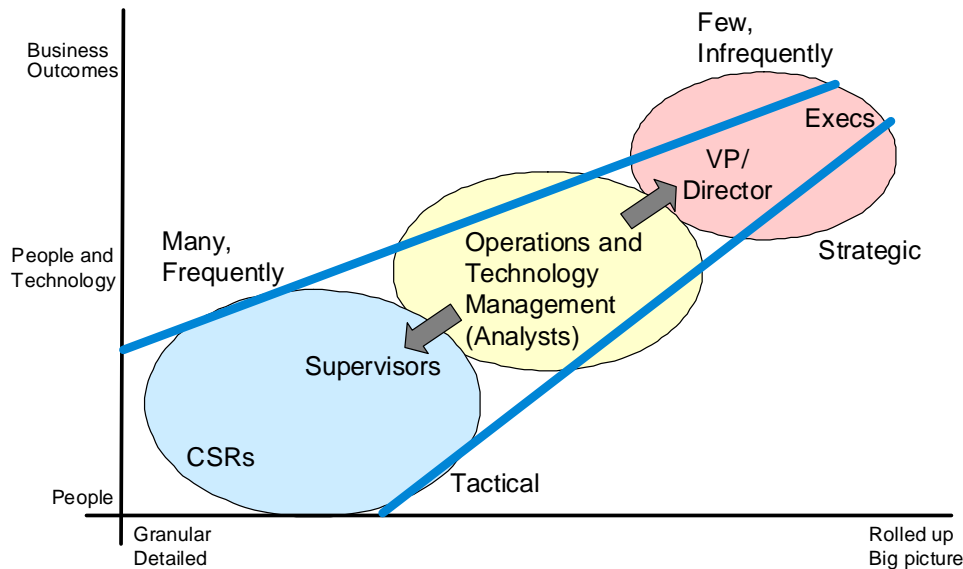 Business
Outcomes
Few,
Infrequently
Execs
VP/
Director
Strategic
People and
Technology
Many,
Frequently
Operations and
Technology
Management
(Analysts)
Supervisors
CSRs
Tactical
People
Granular
Detailed
Rolled up
Big picture